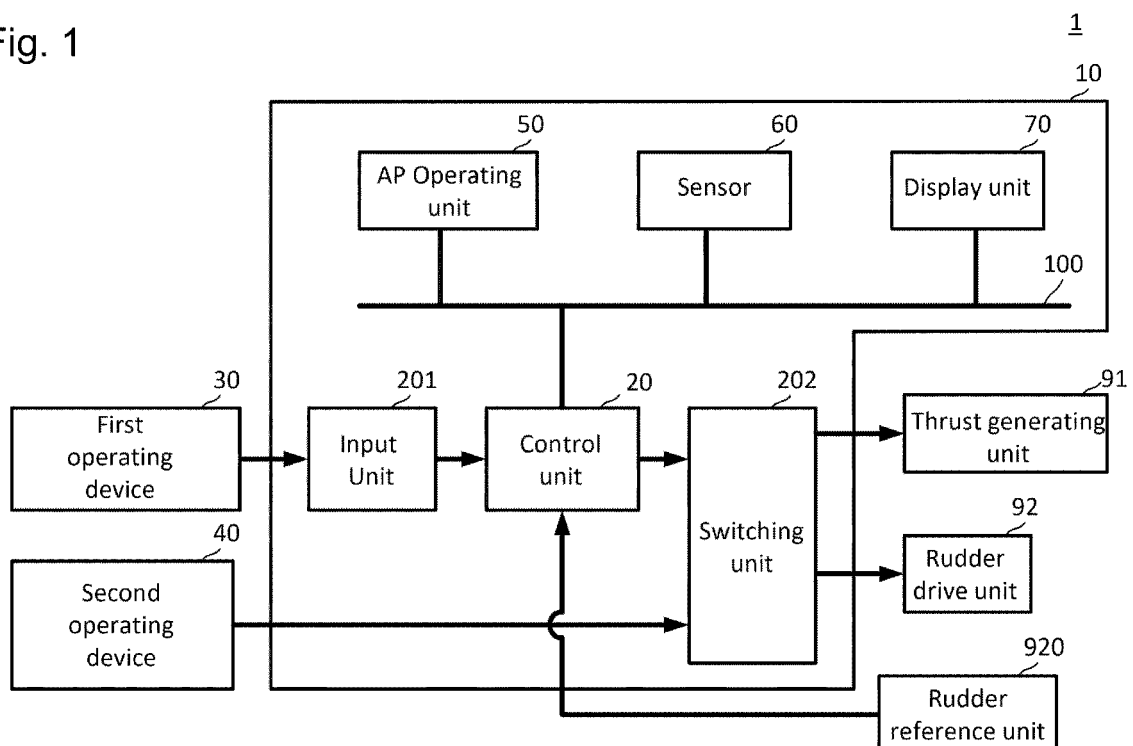 Fig. 1
1
10
50
60
70
AP Operating
unit
Sensor
Display unit
100
30
201
20
202
91
First
operating
device
Input
Unit
Control
unit
Thrust generating
unit
40
92
Second
operating
device
Switching
unit
Rudder
drive unit
920
Rudder
reference unit